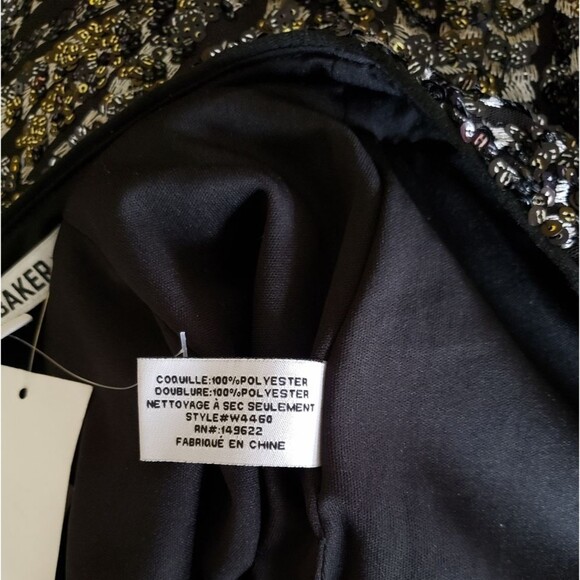 BAKER
COQUILLE:100%POLYESTER
DOUBLURE:100%POLYESTER
NETTOYAGE À SEC SEULEMENT
STYLE#W4460
RN#:149622
FABRIQUÉ EN CHINE